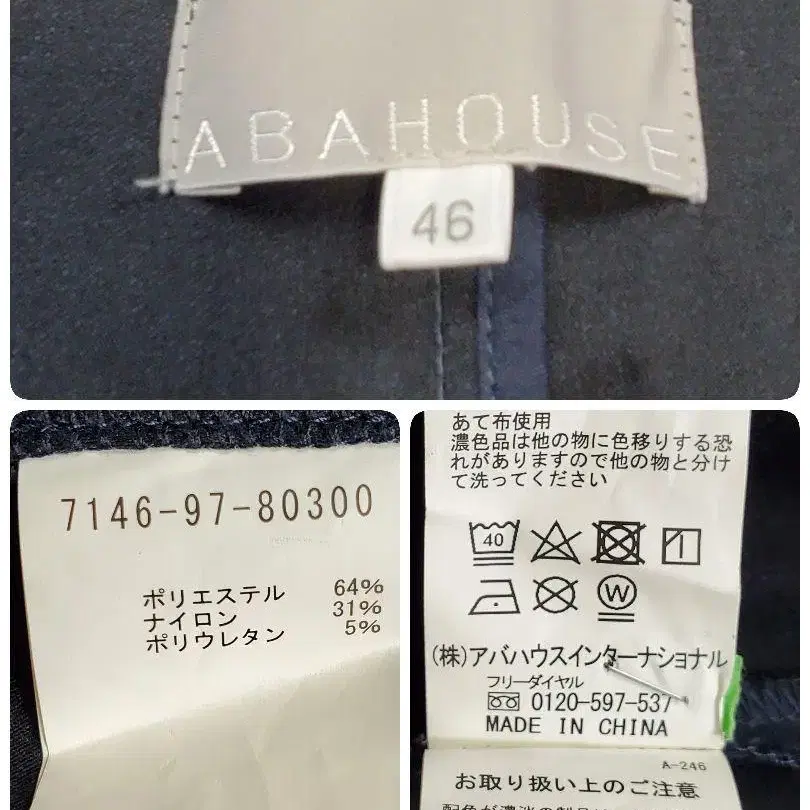 ABAHOUSE
46
7146-97-80300
ポリエステル 64%
ナイロン 31%
ポリウレタン 5%
あて布使用
濃色品は他の物に色移りする恐
れがありますので他の物と分け
て洗ってください
40
W
(株)アバハウスインターナショナル
フリーダイヤル
0120-597-537
MADE IN CHINA
A-246
お取り扱い上のご注意